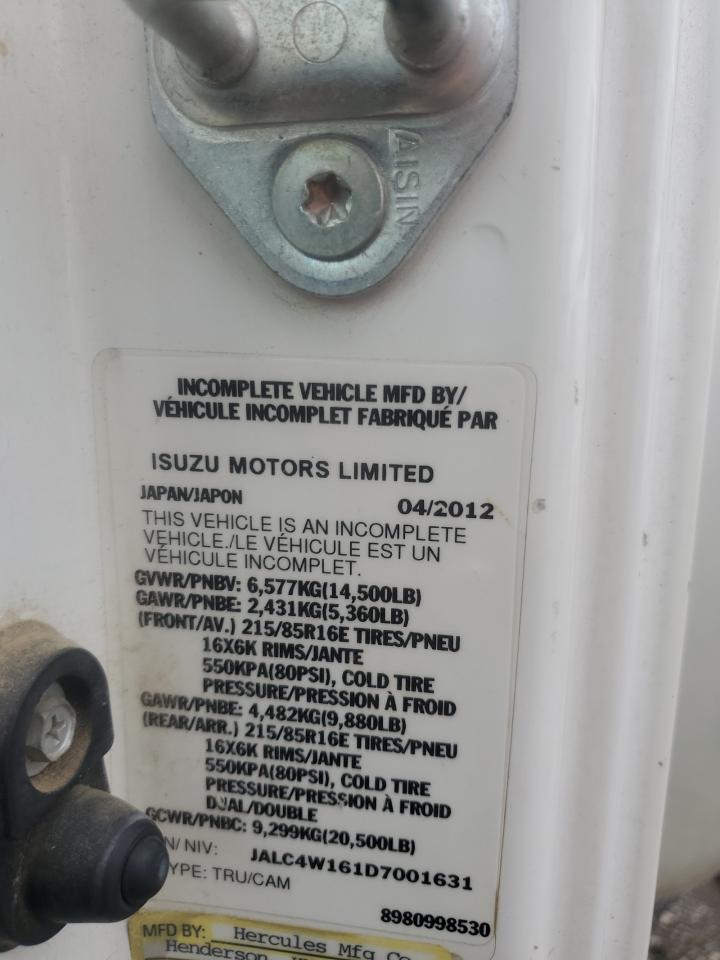 AISIN
INCOMPLETE VEHICLE MFD BY/
VÉHICULE INCOMPLET FABRIQUÉ PAR
ISUZU MOTORS LIMITED
JAPAN/JAPON 04/2012
THIS VEHICLE IS AN INCOMPLETE
VEHICLE./LE VÉHICULE EST UN
VÉHICULE INCOMPLET.
GVWR/PNBV: 6,577KG(14,500LB)
GAWR/PNBE: 2,431KG(5,360LB)
(FRONT/AV.) 215/85R16E TIRES/PNEU
16X6K RIMS/JANTE
550KPA(80PSI), COLD TIRE
PRESSURE/PRESSION À FROID
GAWR/PNBE: 4,482KG(9,880LB)
(REAR/ARR.) 215/85R16E TIRES/PNEU
16X6K RIMS/JANTE
550KPA(80PSI), COLD TIRE
PRESSURE/PRESSION À FROID
DUAL/DOUBLE
GCWR/PNBC: 9,299KG(20,500LB)
NIV: JALC4W161D7001631
TRU/CAM
8980998530
MFD BY: Hercules Mfg Co
Henderson,